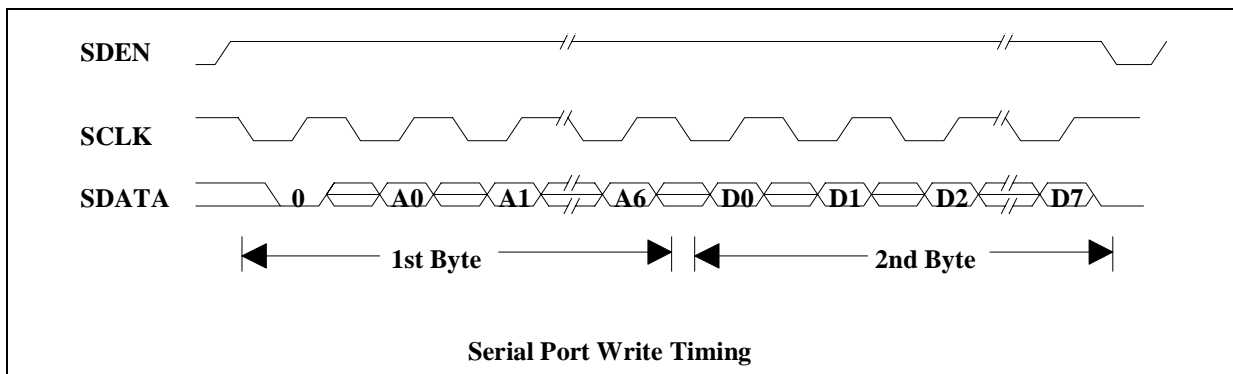 SDEN
SCLK
SDATA 0 A0 A1 A6 D0 D1 D2 D7
1st Byte 2nd Byte
Serial Port Write Timing